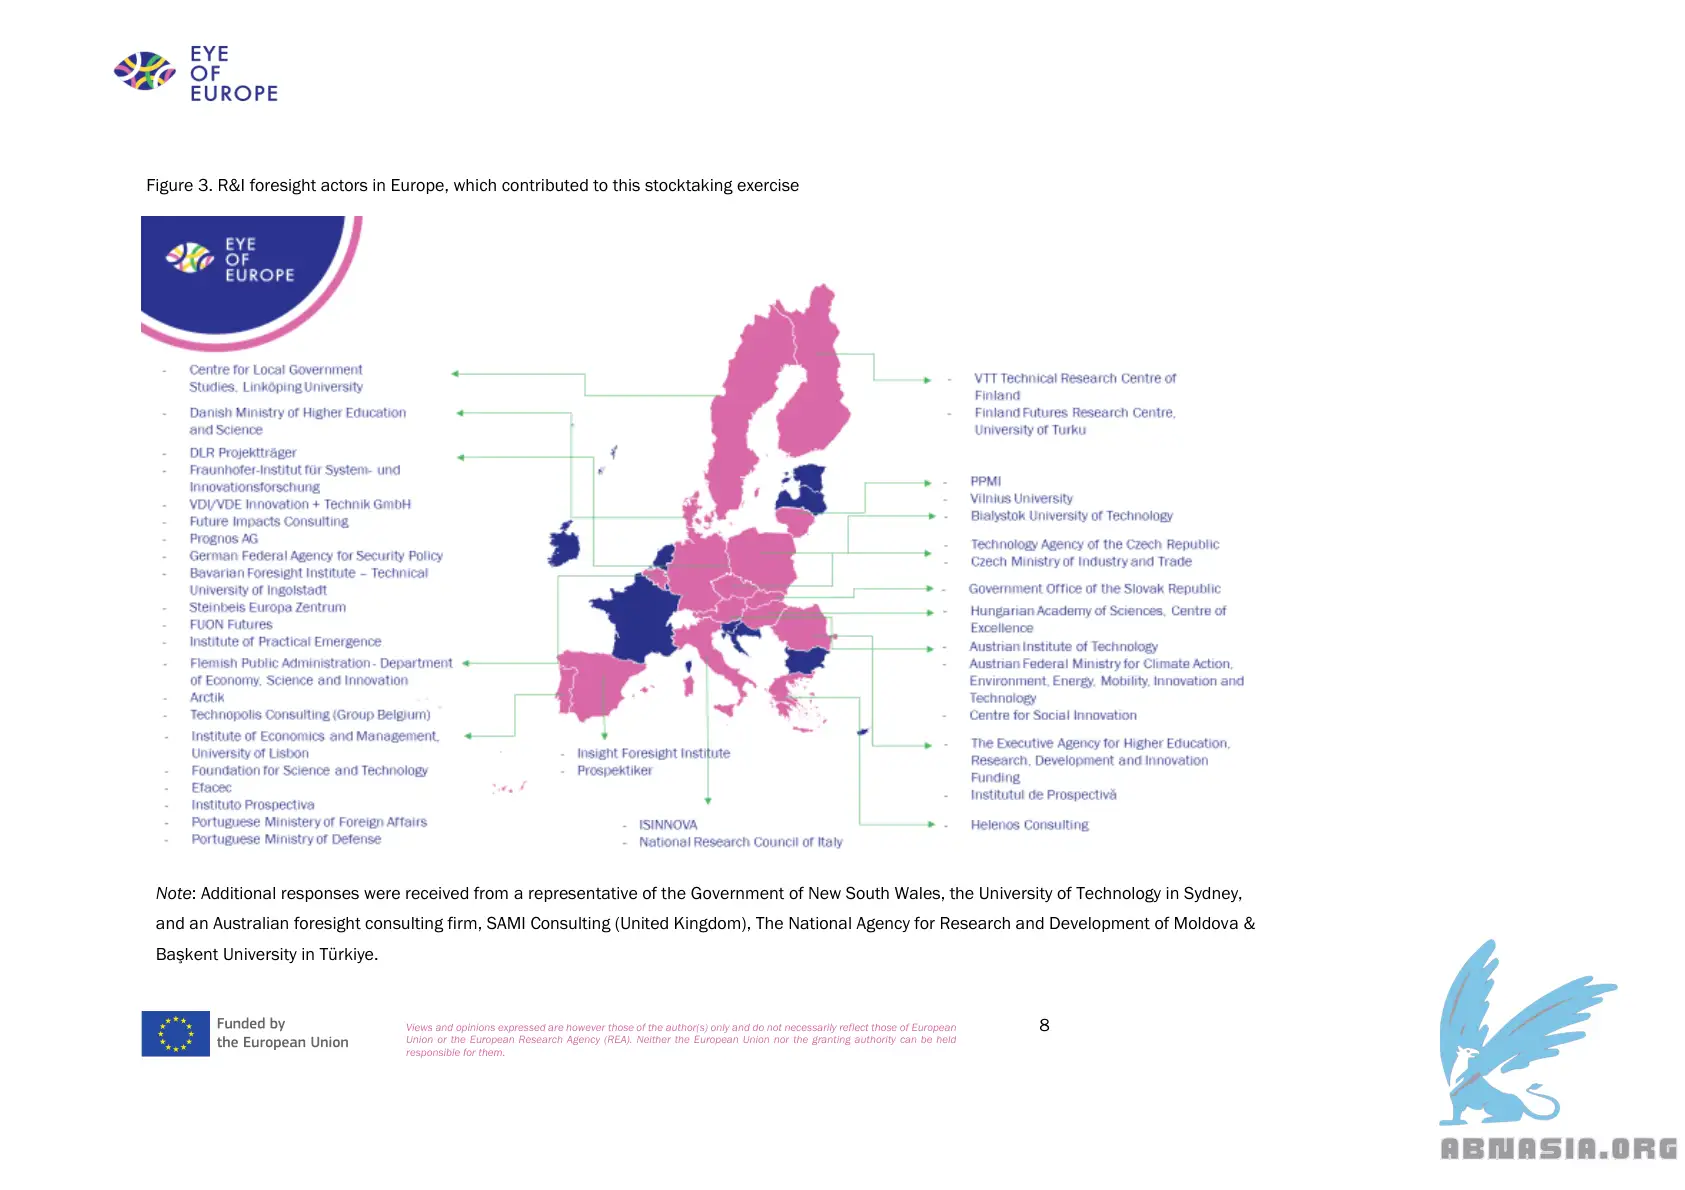 EYE
OF
EUROPE
Figure 3. R&I foresight actors in Europe, which contributed to this stocktaking exercise
EYE
OF
EUROPE
- Centre for Local Government
Studies, Linköping University
- Danish Ministry of Higher Education
and Science
- DLR Projektträger
- Fraunhofer-Institut für System- und
Innovationsforschung
- VDI/VDE Innovation + Technik GmbH
- Future Impacts Consulting
- Prognos AG
- German Federal Agency for Security Policy
- Bavarian Foresight Institute – Technical
University of Ingolstadt
- Steinbeis Europa Zentrum
- FUON Futures
- Institute of Practical Emergence
- Flemish Public Administration - Department
of Economy, Science and Innovation
- Arctik
- Technopolis Consulting (Group Belgium)
- Institute of Economics and Management,
University of Lisbon
- Foundation for Science and Technology
- Efacec
- Instituto Prospectiva
- Portuguese Ministery of Foreign Affairs
- Portuguese Ministry of Defense
- Insight Foresight Institute
- Prospektiker
- ISINNOVA
- National Research Council of Italy
- VTT Technical Research Centre of
Finland
- Finland Futures Research Centre,
University of Turku
- PPMI
- Vilnius University
- Bialystok University of Technology
- Technology Agency of the Czech Republic
- Czech Ministry of Industry and Trade
- Government Office of the Slovak Republic
- Hungarian Academy of Sciences, Centre of
Excellence
- Austrian Institute of Technology
- Austrian Federal Ministry for Climate Action,
Environment, Energy, Mobility, Innovation and
Technology
- Centre for Social Innovation
- The Executive Agency for Higher Education,
Research, Development and Innovation
Funding
- Institutul de Prospectivă
- Helenos Consulting
Note: Additional responses were received from a representative of the Government of New South Wales, the University of Technology in Sydney,
and an Australian foresight consulting firm, SAMI Consulting (United Kingdom), The National Agency for Research and Development of Moldova &
Başkent University in Türkiye.
Funded by
the European Union
Views and opinions expressed are however those of the author(s) only and do not necessarily reflect those of European
Union or the European Research Agency (REA). Neither the European Union nor the granting authority can be held
responsible for them.
8
ABNASIA.ORG